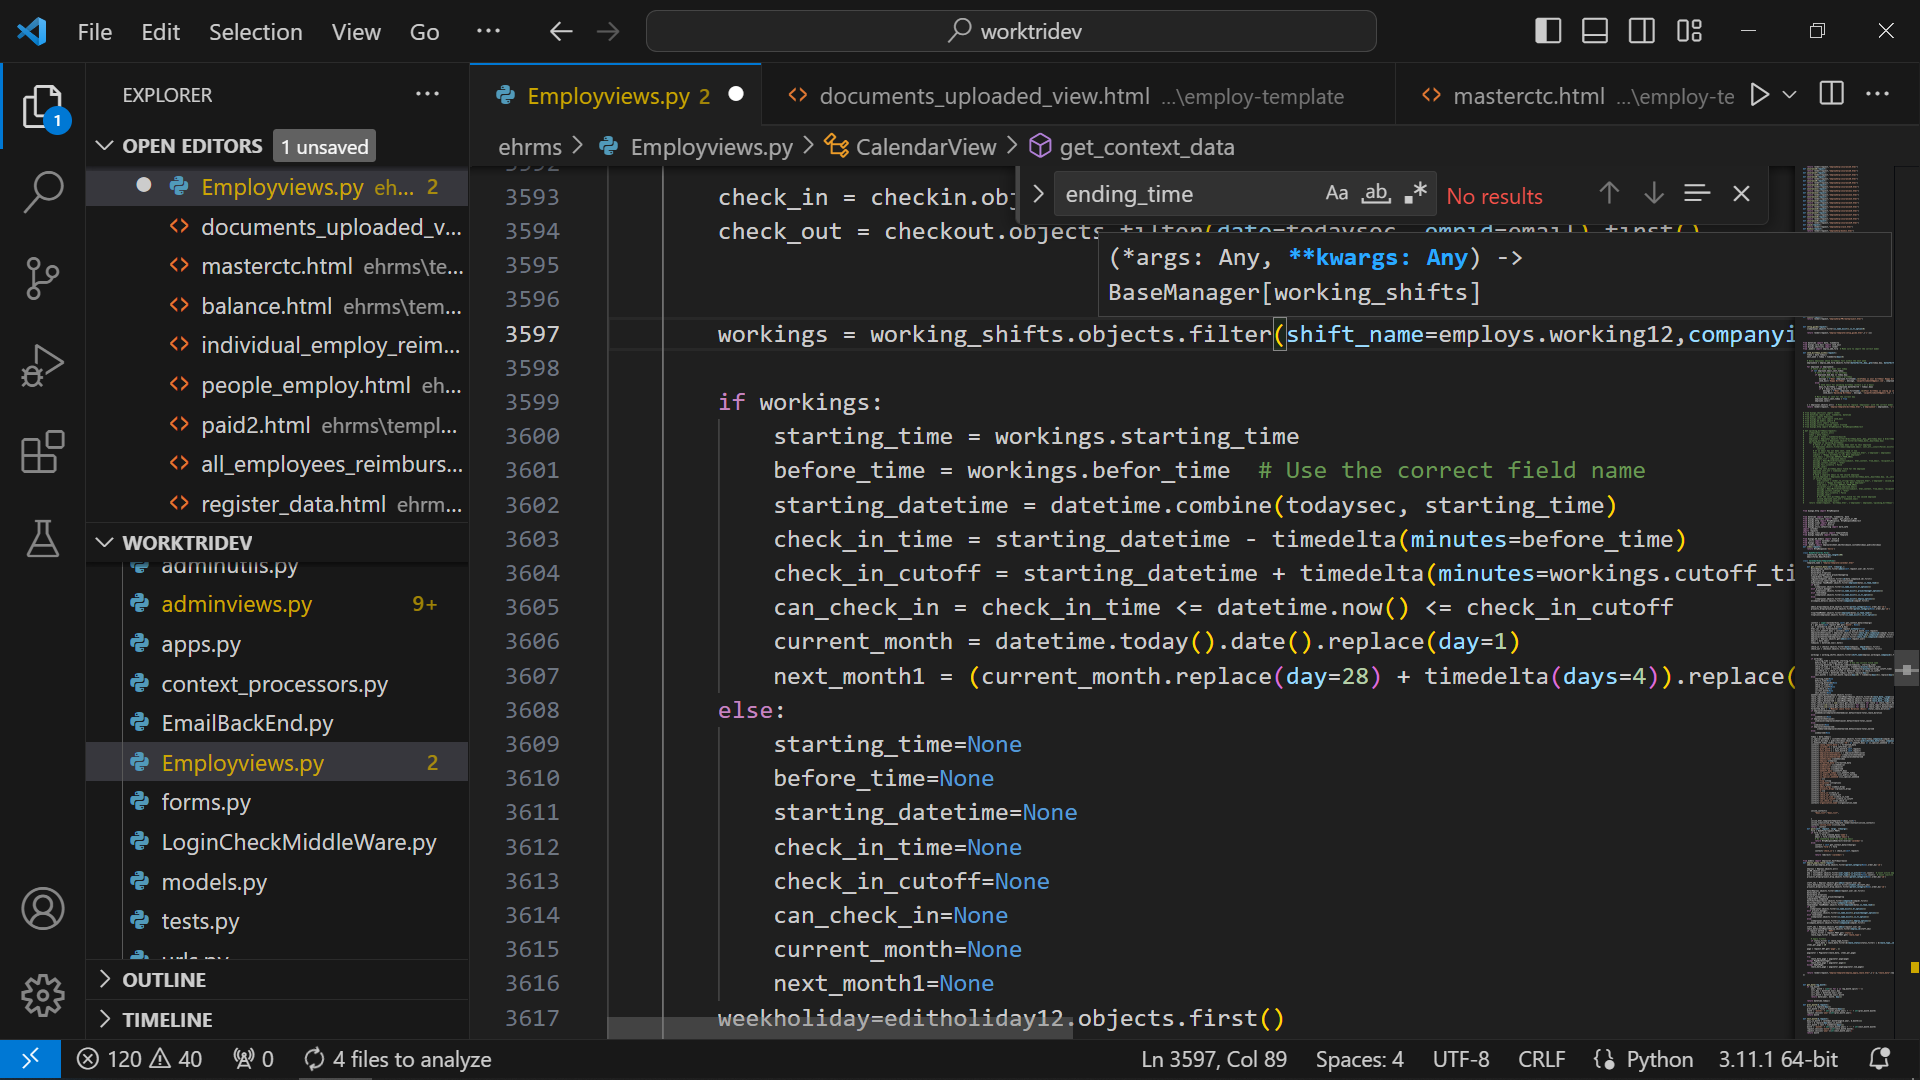 File Edit Selection View Go ··· worktridev
EXPLORER
OPEN EDITORS 1 unsaved
Employviews.py eh... 2
documents_uploaded_v...
masterctc.html ehrms\te...
balance.html ehrms\tem...
individual_employ_reim...
people_employ.html eh...
paid2.html ehrms\templ...
all_employees_reimburs...
register_data.html ehrm...
WORKTRIDEV
adminutils.py
adminviews.py 9+
apps.py
context_processors.py
EmailBackEnd.py
Employviews.py 2
forms.py
LoginCheckMiddleWare.py
models.py
tests.py
urls.py
OUTLINE
TIMELINE
1
Employviews.py 2
documents_uploaded_view.html ...\employ-template
masterctc.html ...\employ-te
ehrms > Employviews.py > CalendarView > get_context_data
ending_time Aa ab .* No results
(*args: Any, **kwargs: Any) ->
BaseManager[working_shifts]
3592
3593 check_in = checkin.obj
3594 check_out = checkout.objects.filter(date=todaysec, empid=email).first()
3595
3596
3597 workings = working_shifts.objects.filter(shift_name=employs.working12,companyi
3598
3599 if workings:
3600 starting_time = workings.starting_time
3601 before_time = workings.befor_time # Use the correct field name
3602 starting_datetime = datetime.combine(todaysec, starting_time)
3603 check_in_time = starting_datetime - timedelta(minutes=before_time)
3604 check_in_cutoff = starting_datetime + timedelta(minutes=workings.cutoff_ti
3605 can_check_in = check_in_time <= datetime.now() <= check_in_cutoff
3606 current_month = datetime.today().date().replace(day=1)
3607 next_month1 = (current_month.replace(day=28) + timedelta(days=4)).replace(
3608 else:
3609 starting_time=None
3610 before_time=None
3611 starting_datetime=None
3612 check_in_time=None
3613 check_in_cutoff=None
3614 can_check_in=None
3615 current_month=None
3616 next_month1=None
3617 weekholiday=editholiday12.objects.first()
120 40 0 4 files to analyze Ln 3597, Col 89 Spaces: 4 UTF-8 CRLF {} Python 3.11.1 64-bit